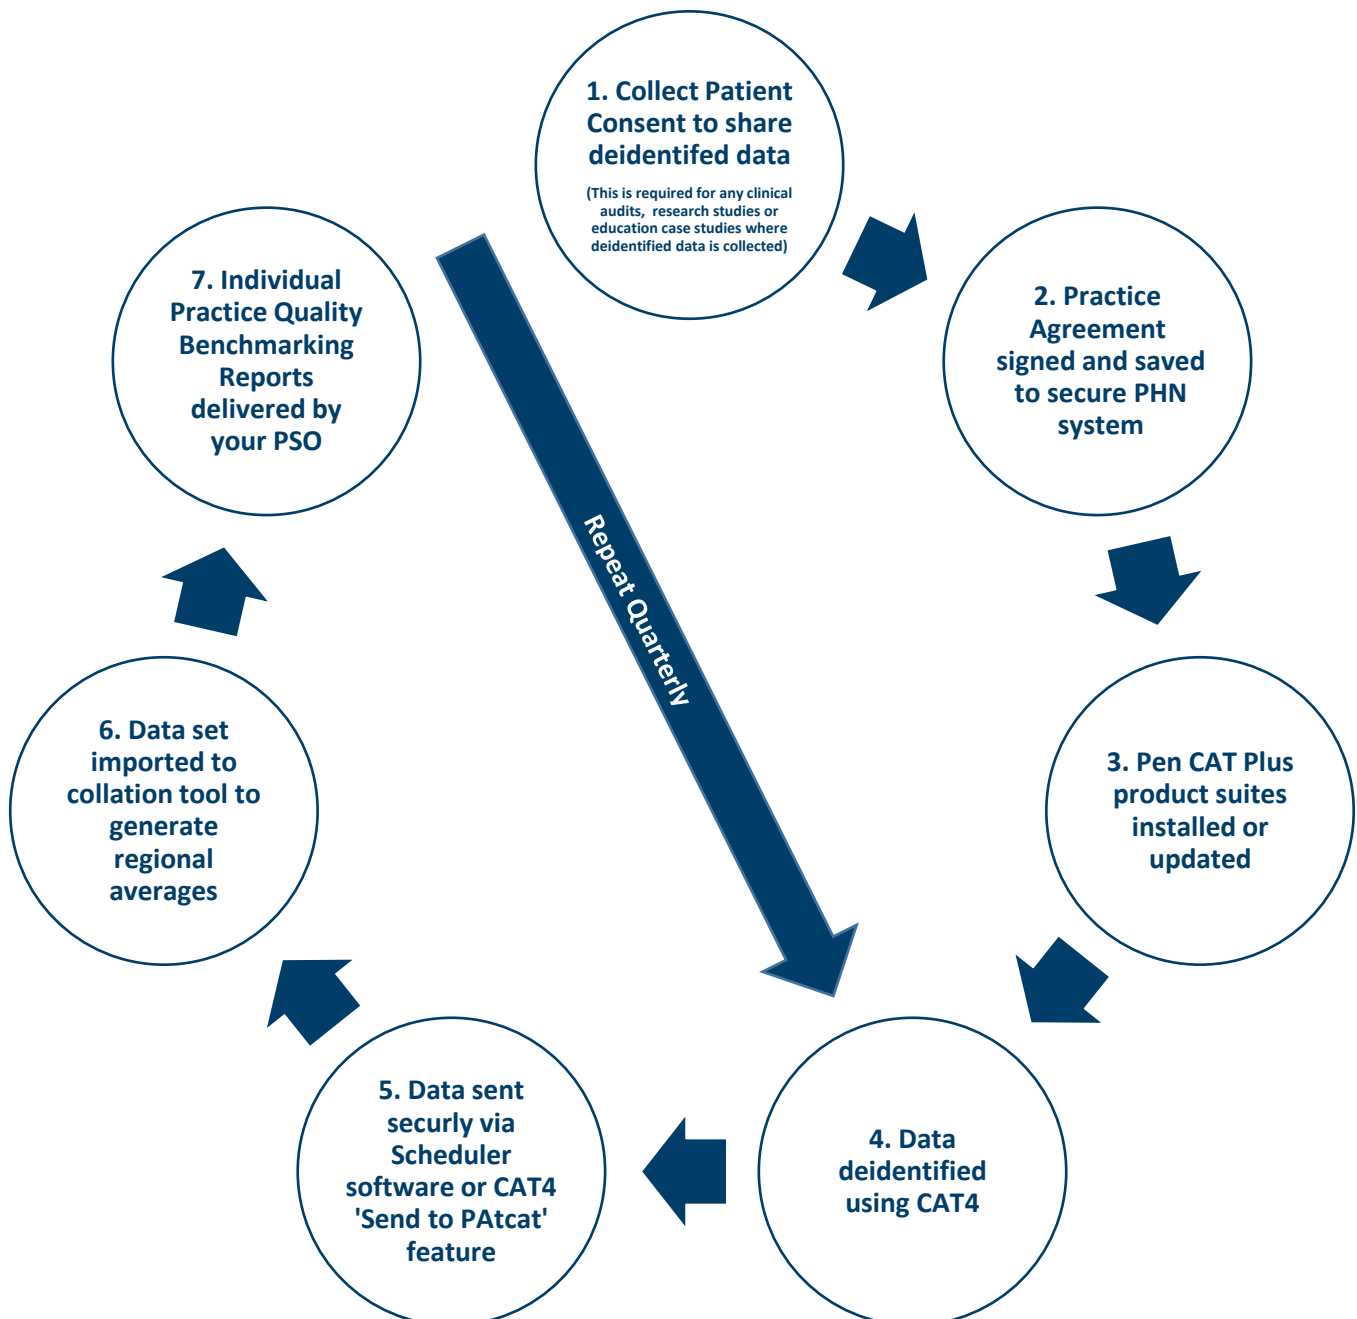 1. Collect Patient
Consent to share
deidentifed data
(This is required for any clinical
audits, research studies or
education case studies where
deidentified data is collected)
2. Practice
Agreement
signed and saved
to secure PHN
system
3. Pen CAT Plus
product suites
installed or
updated
4. Data
deidentified
using CAT4
5. Data sent
securly via
Scheduler
software or CAT4
'Send to PAtcat'
feature
6. Data set
imported to
collation tool to
generate
regional
averages
7. Individual
Practice Quality
Benchmarking
Reports
delivered by
your PSO
Repeat Quarterly